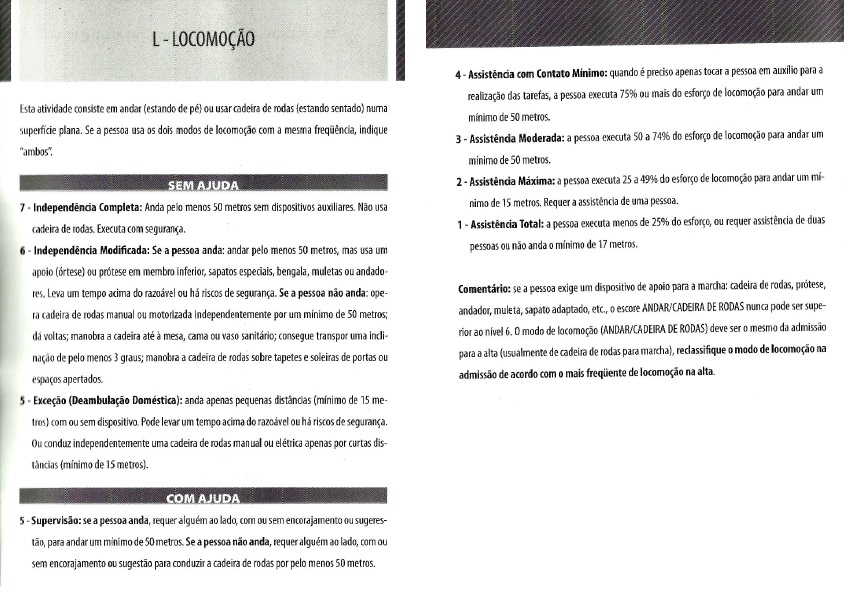 L - LOCOMOÇÃO
Esta atividade consiste em andar (estando de pé) ou usar cadeira de rodas (estando sentado) numa
superfície plana. Se a pessoa usa os dois modos de locomoção com a mesma freqüência, indique
"ambos".
SEM AJUDA
7 - Independência Completa: Anda pelo menos 50 metros sem dispositivos auxiliares. Não usa
cadeira de rodas. Executa com segurança.
6 - Independência Modificada: Se a pessoa anda: andar pelo menos 50 metros, mas usa um
apoio (órtese) ou prótese em membro inferior, sapatos especiais, bengala, muletas ou andado-
res. Leva um tempo acima do razoável ou há riscos de segurança. Se a pessoa não anda: ope-
ra cadeira de rodas manual ou motorizada independentemente por um mínimo de 50 metros;
dá voltas; manobra a cadeira até à mesa, cama ou vaso sanitário; consegue transpor uma incli-
nação de pelo menos 3 graus; manobra a cadeira de rodas sobre tapetes e soleiras de portas ou
espaços apertados.
5 - Exceção (Deambulação Doméstica): anda apenas pequenas distâncias (mínimo de 15 me-
tros) com ou sem dispositivo. Pode levar um tempo acima do razoável ou há riscos de segurança.
Ou conduz independentemente uma cadeira de rodas manual ou elétrica apenas por curtas dis-
tâncias (mínimo de 15 metros).
COM AJUDA
5 - Supervisão: se a pessoa anda, requer alguém ao lado, com ou sem encorajamento ou sugeres-
tão, para andar um mínimo de 50 metros. Se a pessoa não anda, requer alguém ao lado, com ou
sem encorajamento ou sugestão para conduzir a cadeira de rodas por pelo menos 50 metros.
4 - Assistência com Contato Mínimo: quando é preciso apenas tocar a pessoa em auxílio para a
realização das tarefas, a pessoa executa 75% ou mais do esforço de locomoção para andar um
mínimo de 50 metros.
3 - Assistência Moderada: a pessoa executa 50 a 74% do esforço de locomoção para andar um
mínimo de 50 metros.
2 - Assistência Máxima: a pessoa executa 25 a 49% do esforço de locomoção para andar um mí-
nimo de 15 metros. Requer a assistência de uma pessoa.
1 - Assistência Total: a pessoa executa menos de 25% do esforço, ou requer assistência de duas
pessoas ou não anda o mínimo de 17 metros.
Comentário: se a pessoa exige um dispositivo de apoio para a marcha: cadeira de rodas, prótese,
andador, muleta, sapato adaptado, etc., o escore ANDAR/CADEIRA DE RODAS nunca pode ser supe-
rior ao nível 6. O modo de locomoção (ANDAR/CADEIRA DE RODAS) deve ser o mesmo da admissão
para a alta (usualmente de cadeira de rodas para marcha), reclassifique o modo de locomoção na
admissão de acordo com o mais freqüente de locomoção na alta.